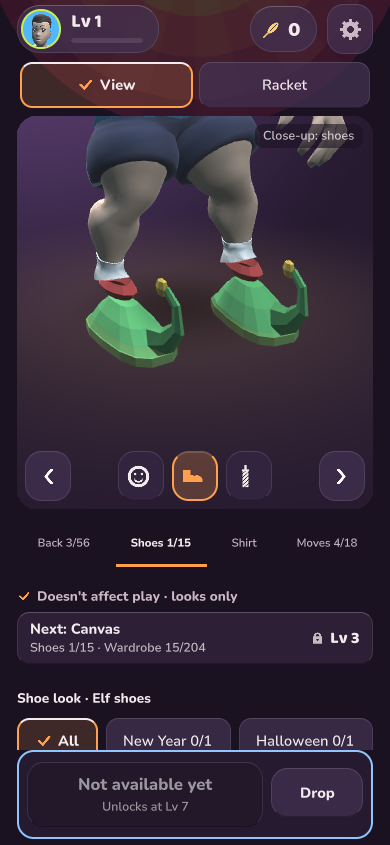 Lv 1
0
View
Racket
Close-up: shoes
Back 3/56
Shoes 1/15
Shirt
Moves 4/18
Doesn't affect play · looks only
Next: Canvas
Shoes 1/15 · Wardrobe 15/204
Lv 3
Shoe look · Elf shoes
All
New Year 0/1
Halloween 0/1
Not available yet
Unlocks at Lv 7
Drop